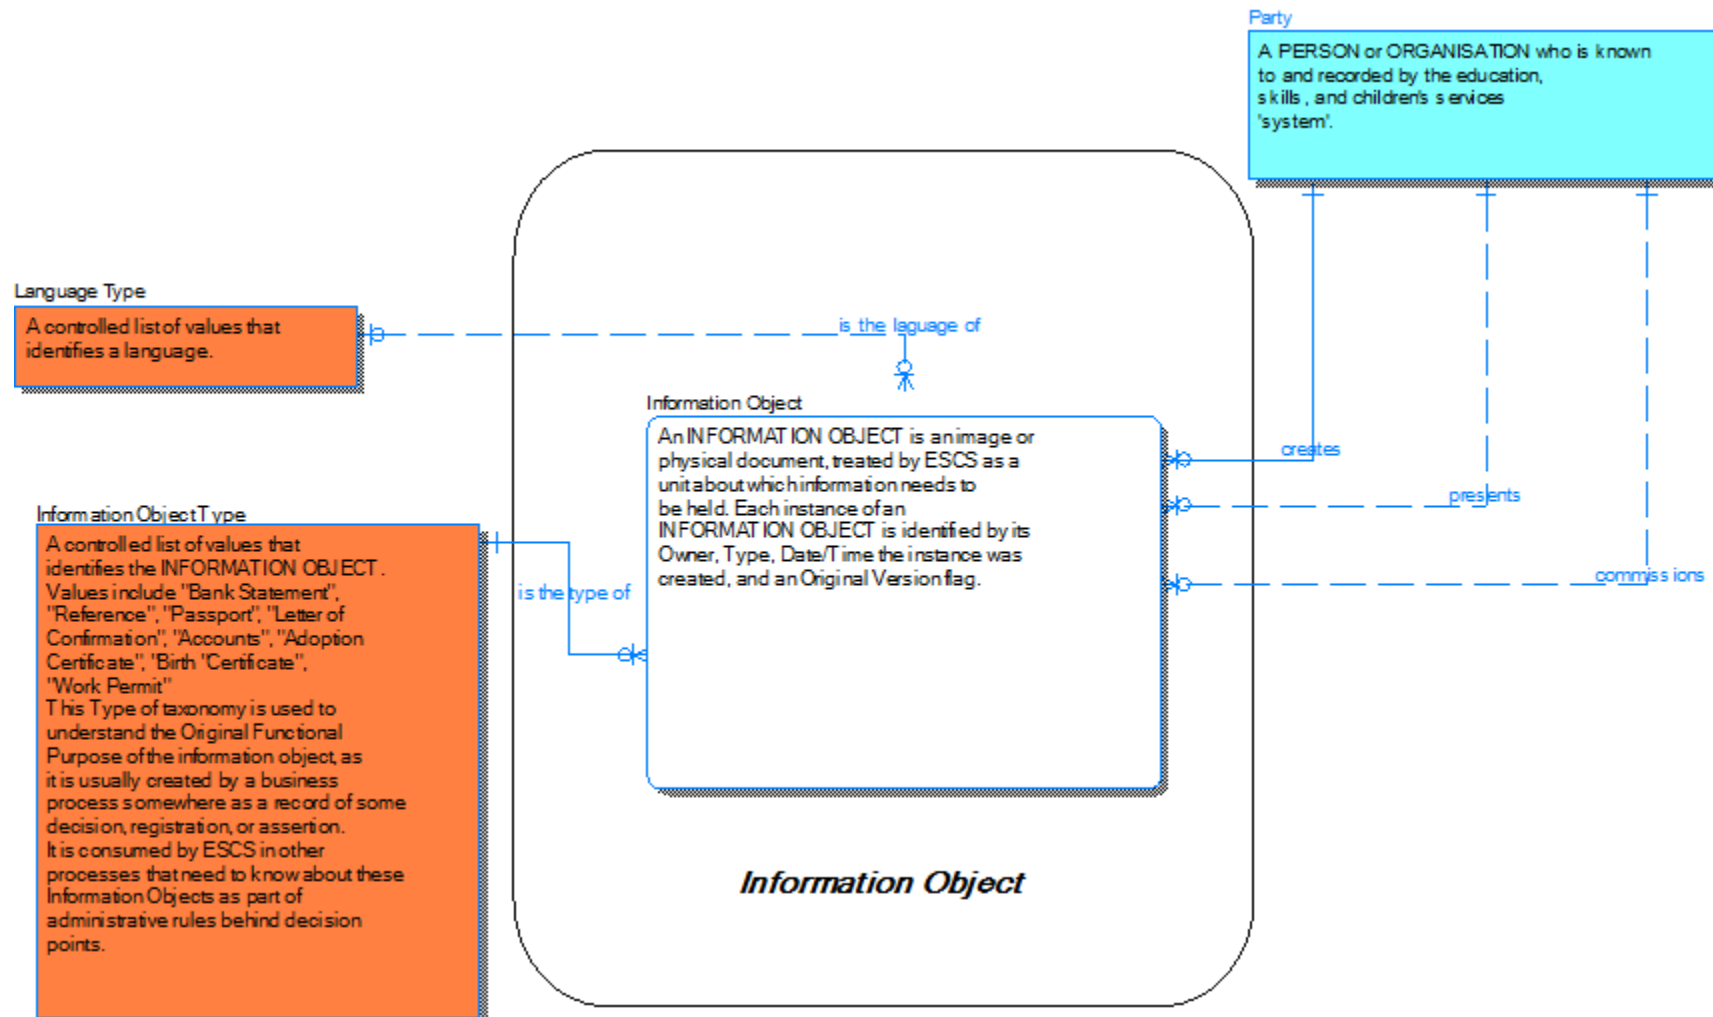 Party
A PERSON or ORGANISATION who is known
to and recorded by the education,
skills, and children's services
'system'.
Language Type
A controlled list of values that
identifies a language.
is the laguage of
Information Object
An INFORMATION OBJECT is an image or
physical document, treated by ESCS as a
unit about which information needs to
be held. Each instance of an
INFORMATION OBJECT is identified by its
Owner, Type, Date/Time the instance was
created, and an Original Version flag.
creates
presents
commissions
Information Object Type
A controlled list of values that
identifies the INFORMATION OBJECT.
Values include "Bank Statement",
"Reference", "Passport", "Letter of
Confirmation", "Accounts", "Adoption
Certificate", "Birth "Certificate",
"Work Permit"
This Type of taxonomy is used to
understand the Original Functional
Purpose of the information object, as
it is usually created by a business
process somewhere as a record of some
decision, registration, or assertion.
It is consumed by ESCS in other
processes that need to know about these
Information Objects as part of
administrative rules behind decision
points.
is the type of
Information Object